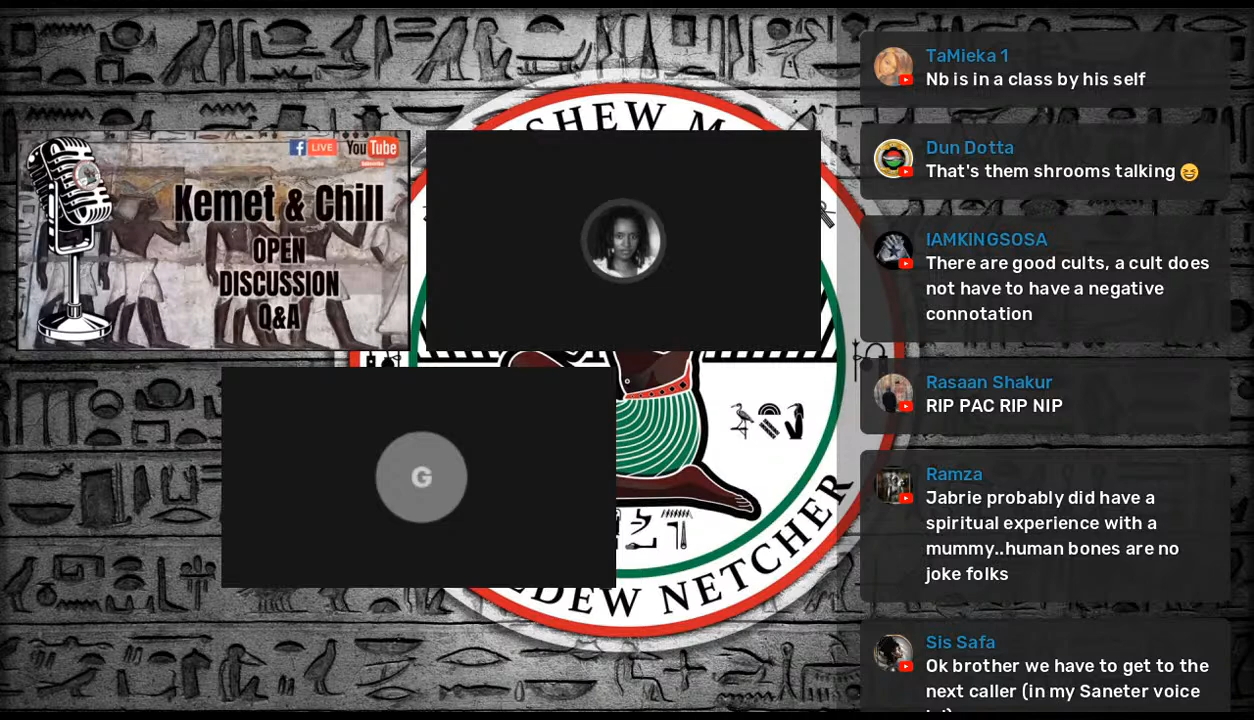 SHEW M
f LIVE YouTube
Kemet & Chill
OPEN
DISCUSSION
Q&A
G
DEW NETCHER
TaMieka 1
Nb is in a class by his self
Dun Dotta
That's them shrooms talking 😆
IAMKINGSOSA
There are good cults, a cult does
not have to have a negative
connotation
Rasaan Shakur
RIP PAC RIP NIP
Ramza
Jabrie probably did have a
spiritual experience with a
mummy..human bones are no
joke folks
Sis Safa
Ok brother we have to get to the
next caller (in my Saneter voice